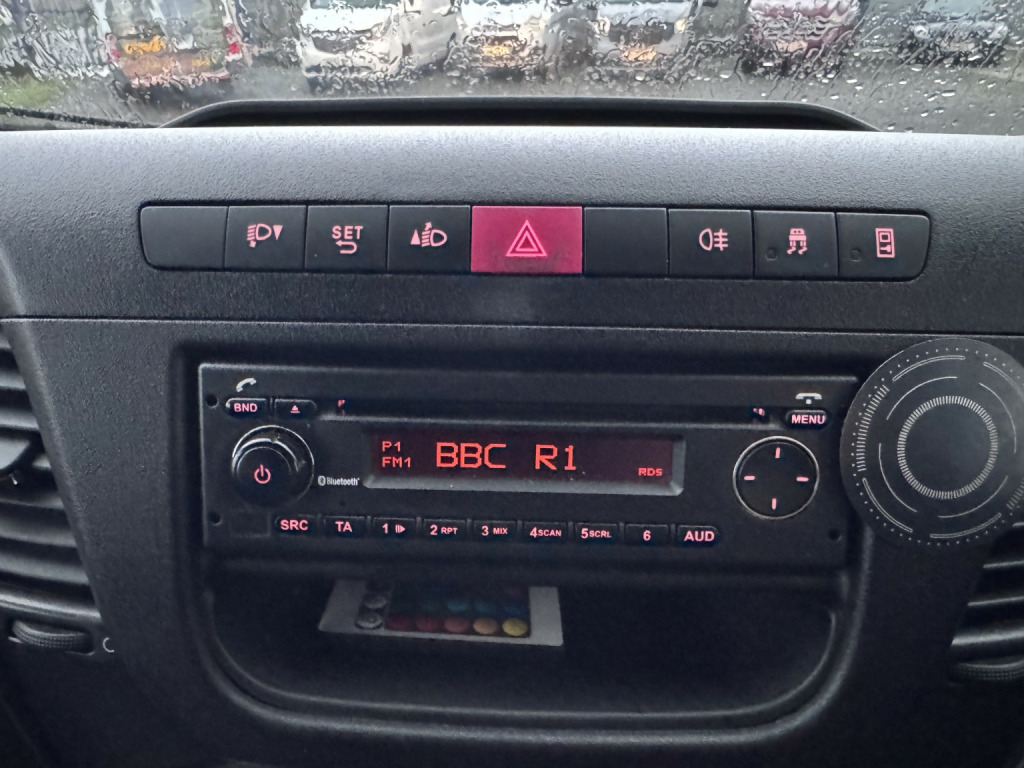 SET
BND
MENU
P1
FM1
BBC R1
RDS
Bluetooth
SRC TA 1 2 RPT 3 MIX 4SCAN 5SCRL 6 AUD